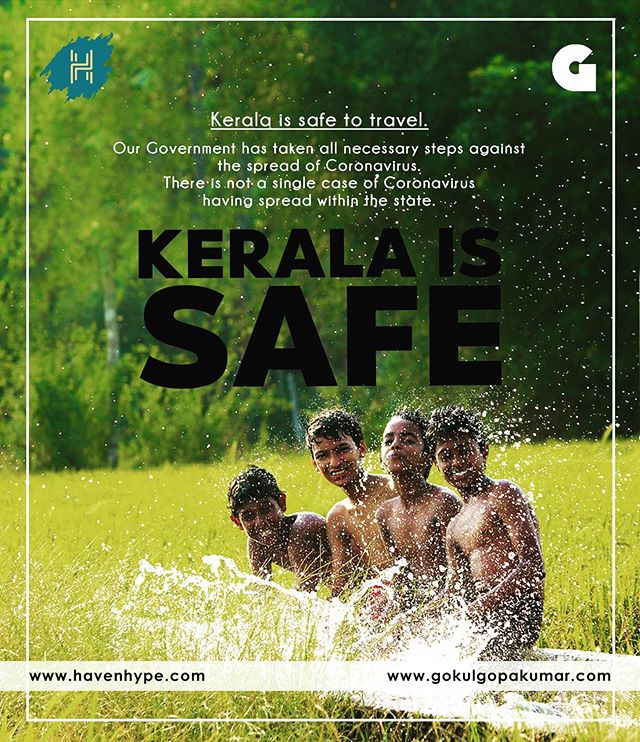 H
G
Kerala is safe to travel.
Our Government has taken all necessary steps against
the spread of Coronavirus.
There is not a single case of Coronavirus
having spread within the state.
KERALA IS
SAFE
www.havenhype.com
www.gokulgopakumar.com